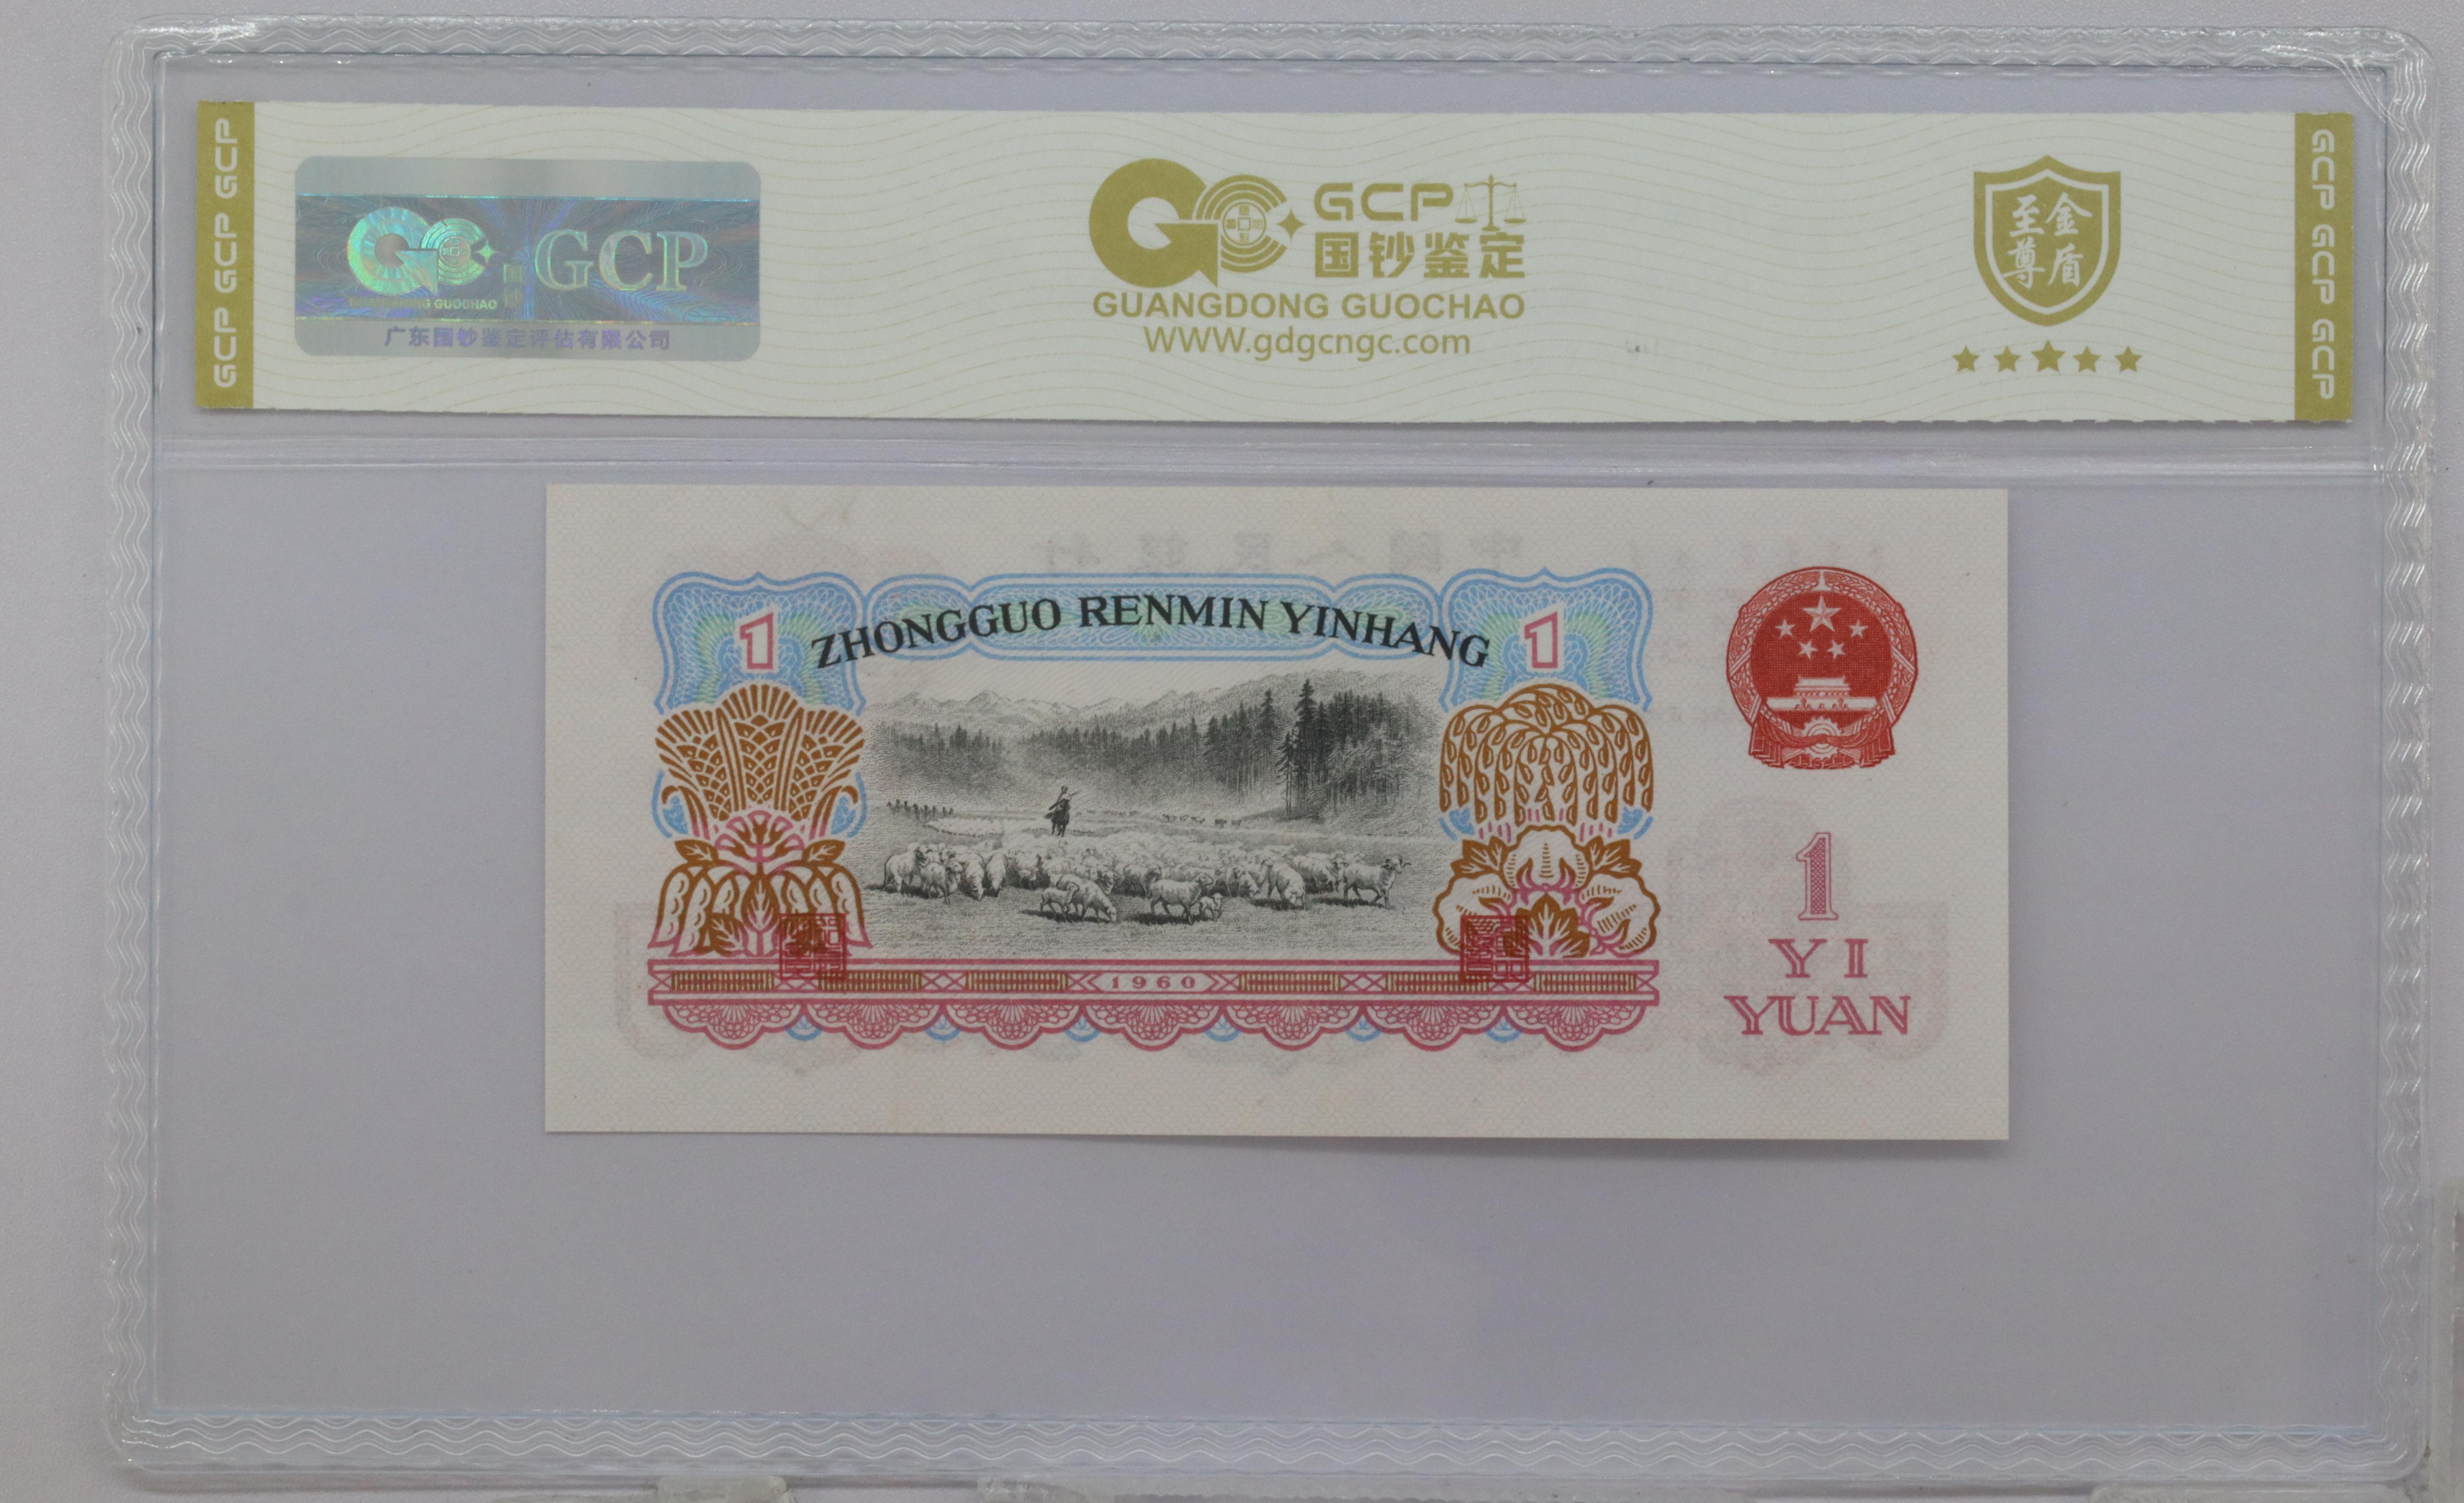 GCP GCP GCP
GCP
GUANGDONG GUOCHAO
广东国钞鉴定评估有限公司
GCP
国钞鉴定
GUANGDONG GUOCHAO
WWW.gdgcngc.com
至金
尊盾
GCP GCP GCP
ZHONGGUO RENMIN YINHANG
1
1
1960
1
YI
YUAN